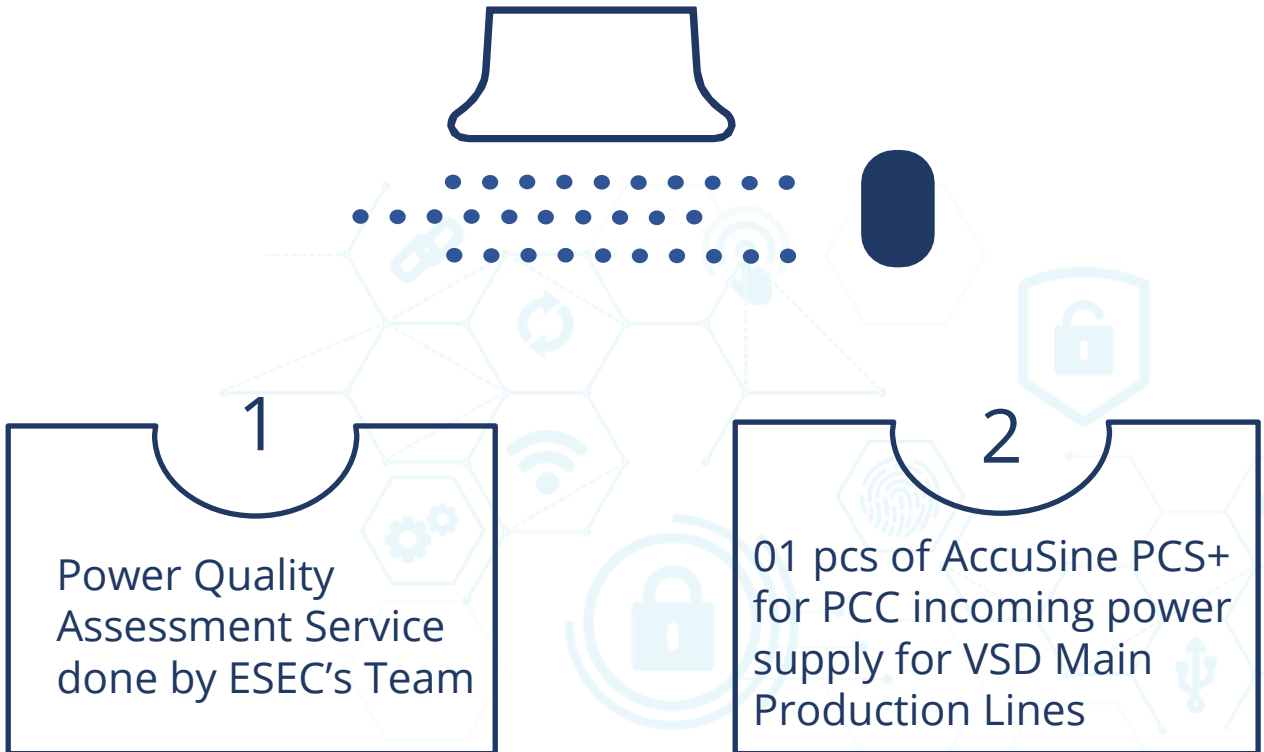 1
Power Quality
Assessment Service
done by ESEC's Team
2
01 pcs of AccuSine PCS+
for PCC incoming power
supply for VSD Main
Production Lines